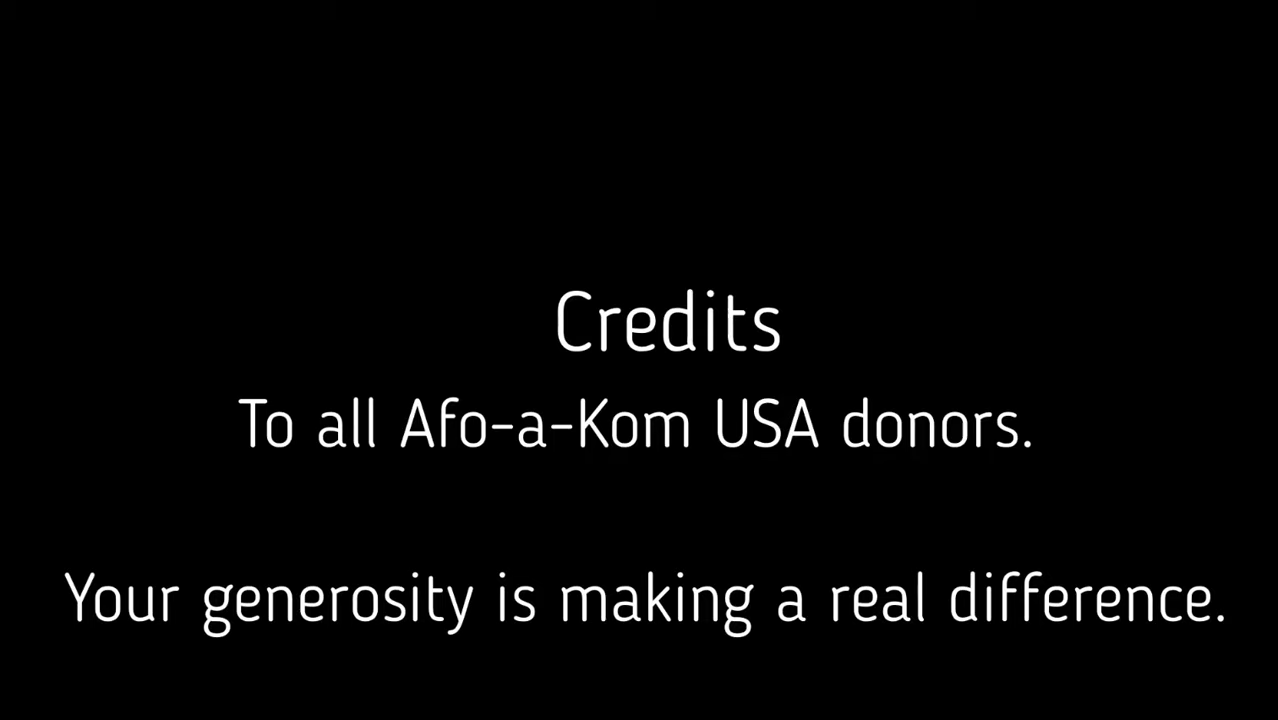 Credits
To all Afo-a-Kom USA donors.
Your generosity is making a real difference.